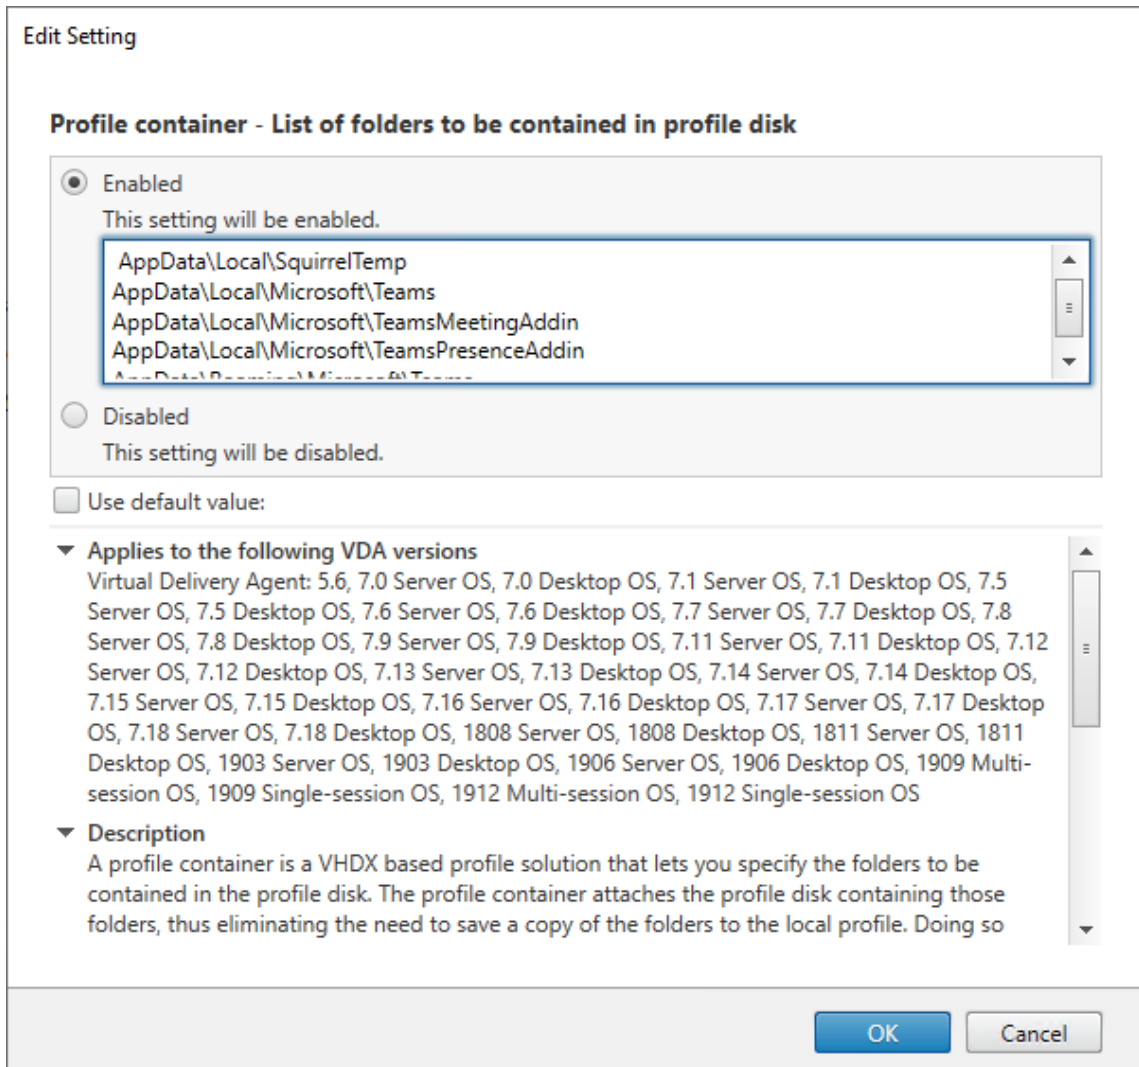 Edit Setting
Profile container - List of folders to be contained in profile disk
Enabled
This setting will be enabled.
AppData\Local\SquirrelTemp
AppData\Local\Microsoft\Teams
AppData\Local\Microsoft\TeamsMeetingAddin
AppData\Local\Microsoft\TeamsPresenceAddin
AppData\Roaming\Microsoft\Teams
Disabled
This setting will be disabled.
Use default value:
Applies to the following VDA versions
Virtual Delivery Agent: 5.6, 7.0 Server OS, 7.0 Desktop OS, 7.1 Server OS, 7.1 Desktop OS, 7.5
Server OS, 7.5 Desktop OS, 7.6 Server OS, 7.6 Desktop OS, 7.7 Server OS, 7.7 Desktop OS, 7.8
Server OS, 7.8 Desktop OS, 7.9 Server OS, 7.9 Desktop OS, 7.11 Server OS, 7.11 Desktop OS, 7.12
Server OS, 7.12 Desktop OS, 7.13 Server OS, 7.13 Desktop OS, 7.14 Server OS, 7.14 Desktop OS,
7.15 Server OS, 7.15 Desktop OS, 7.16 Server OS, 7.16 Desktop OS, 7.17 Server OS, 7.17 Desktop
OS, 7.18 Server OS, 7.18 Desktop OS, 1808 Server OS, 1808 Desktop OS, 1811 Server OS, 1811
Desktop OS, 1903 Server OS, 1903 Desktop OS, 1906 Server OS, 1906 Desktop OS, 1909 Multi-
session OS, 1909 Single-session OS, 1912 Multi-session OS, 1912 Single-session OS
Description
A profile container is a VHDX based profile solution that lets you specify the folders to be
contained in the profile disk. The profile container attaches the profile disk containing those
folders, thus eliminating the need to save a copy of the folders to the local profile. Doing so
OK
Cancel